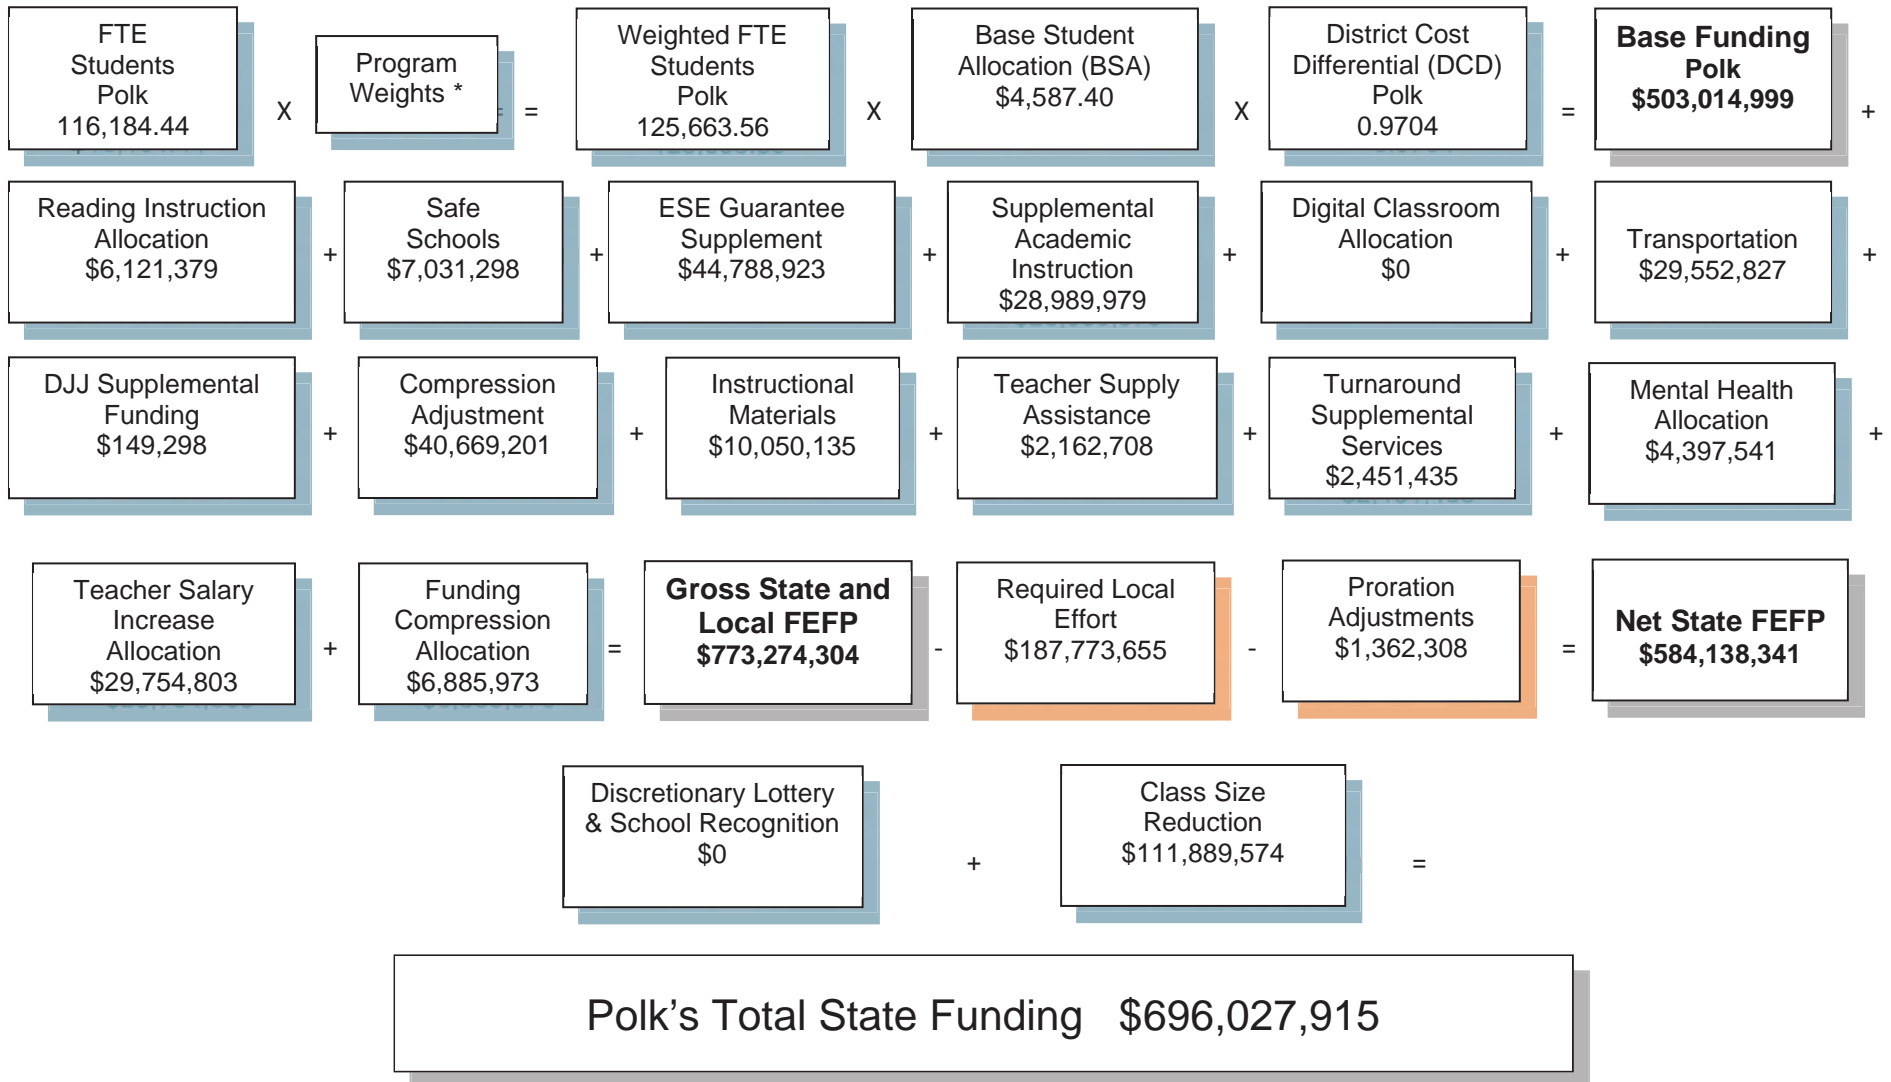 FTE
Students
Polk
116,184.44
X
Program
Weights *
=
Weighted FTE
Students
Polk
125,663.56
X
Base Student
Allocation (BSA)
$4,587.40
X
District Cost
Differential (DCD)
Polk
0.9704
=
Base Funding
Polk
$503,014,999
+
Reading Instruction
Allocation
$6,121,379
+
Safe
Schools
$7,031,298
+
ESE Guarantee
Supplement
$44,788,923
+
Supplemental
Academic
Instruction
$28,989,979
+
Digital Classroom
Allocation
$0
+
Transportation
$29,552,827
+
DJJ Supplemental
Funding
$149,298
+
Compression
Adjustment
$40,669,201
+
Instructional
Materials
$10,050,135
+
Teacher Supply
Assistance
$2,162,708
+
Turnaround
Supplemental
Services
$2,451,435
+
Mental Health
Allocation
$4,397,541
+
Teacher Salary
Increase
Allocation
$29,754,803
+
Funding
Compression
Allocation
$6,885,973
=
Gross State and
Local FEFP
$773,274,304
-
Required Local
Effort
$187,773,655
-
Proration
Adjustments
$1,362,308
=
Net State FEFP
$584,138,341
Discretionary Lottery
& School Recognition
$0
+
Class Size
Reduction
$111,889,574
=
Polk's Total State Funding $696,027,915